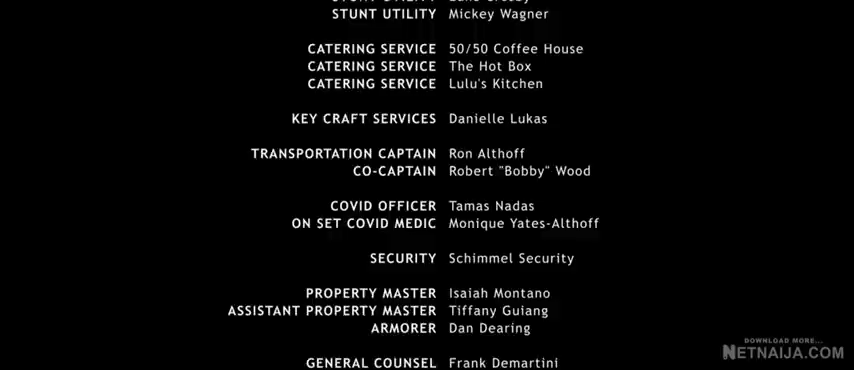 STUNT UTILITY Mickey Wagner
CATERING SERVICE 50/50 Coffee House
CATERING SERVICE The Hot Box
CATERING SERVICE Lulu's Kitchen
KEY CRAFT SERVICES Danielle Lukas
TRANSPORTATION CAPTAIN Ron Althoff
CO-CAPTAIN Robert "Bobby" Wood
COVID OFFICER Tamas Nadas
ON SET COVID MEDIC Monique Yates-Althoff
SECURITY Schimmel Security
PROPERTY MASTER Isaiah Montano
ASSISTANT PROPERTY MASTER Tiffany Guiang
ARMORER Dan Dearing
GENERAL COUNSEL Frank Demartini
DOWNLOAD MORE...
NETNAIJA.COM